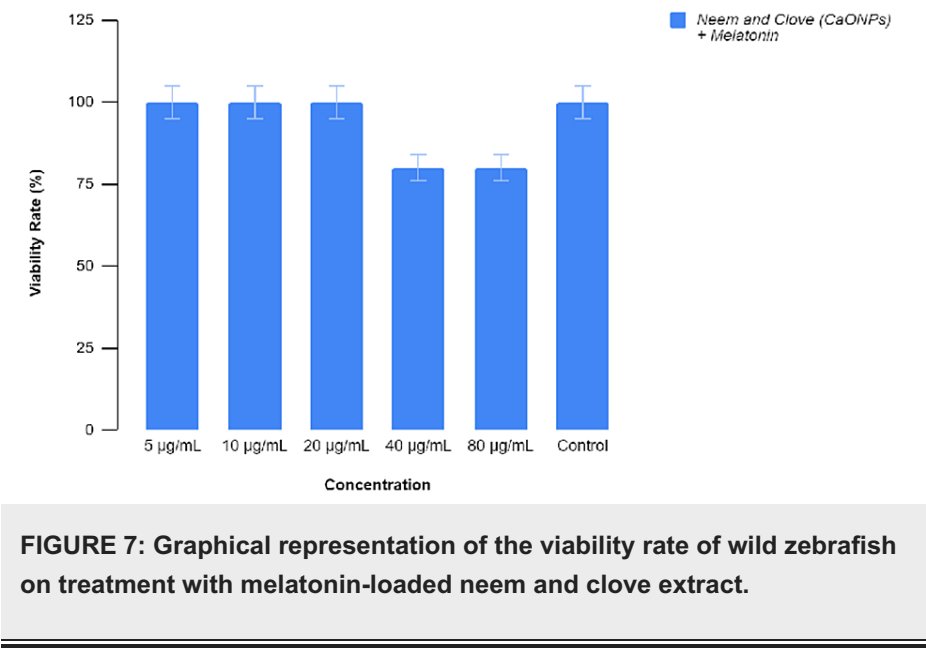 125
Neem and Clove (CaONPs)
+ Melatonin
100
75
Viability Rate (%)
50
25
0
5 µg/mL 10 µg/mL 20 µg/mL 40 µg/mL 80 µg/mL Control
Concentration
FIGURE 7: Graphical representation of the viability rate of wild zebrafish
on treatment with melatonin-loaded neem and clove extract.